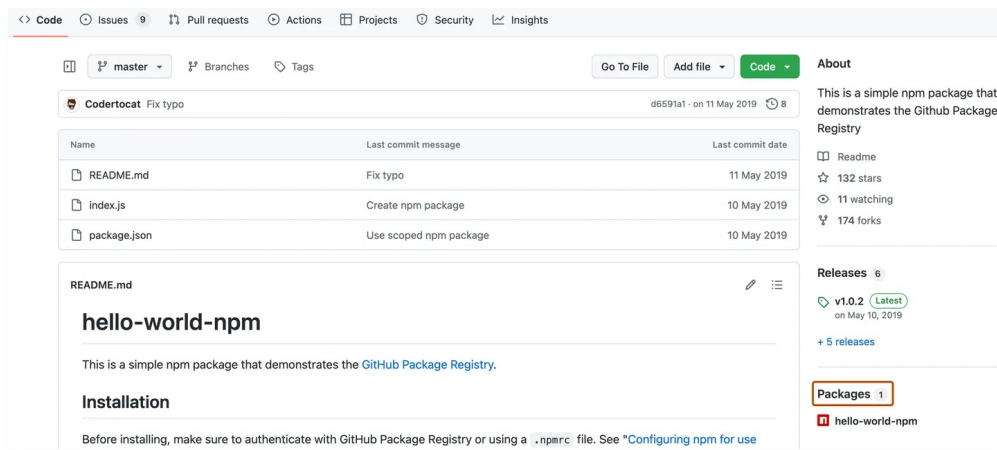 Code Issues 9 Pull requests Actions Projects Security Insights
master Branches Tags Go To File Add file Code
Codertocat Fix typo d6591a1 · on 11 May 2019 8
Name Last commit message Last commit date
README.md Fix typo 11 May 2019
index.js Create npm package 10 May 2019
package.json Use scoped npm package 10 May 2019
README.md
hello-world-npm
This is a simple npm package that demonstrates the GitHub Package Registry.
Installation
Before installing, make sure to authenticate with GitHub Package Registry or using a .npmrc file. See "Configuring npm for use
About
This is a simple npm package that
demonstrates the Github Package
Registry
Readme
132 stars
11 watching
174 forks
Releases 6
v1.0.2 Latest
on May 10, 2019
+ 5 releases
Packages 1
hello-world-npm